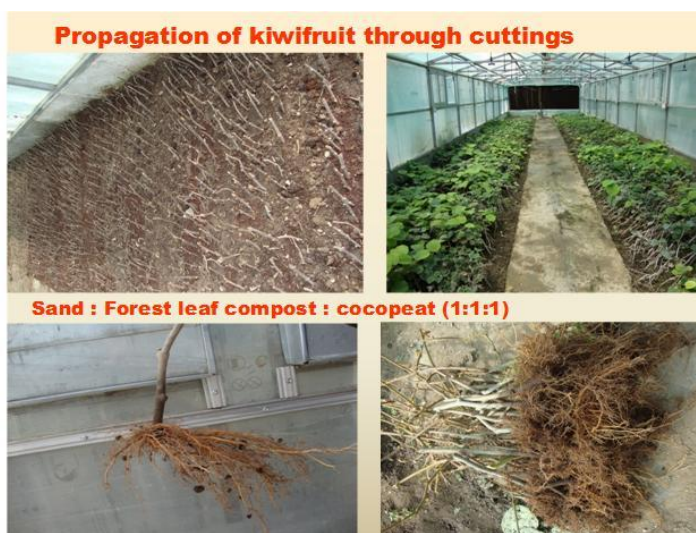 Propagation of kiwifruit through cuttings
Sand : Forest leaf compost : cocopeat (1:1:1)